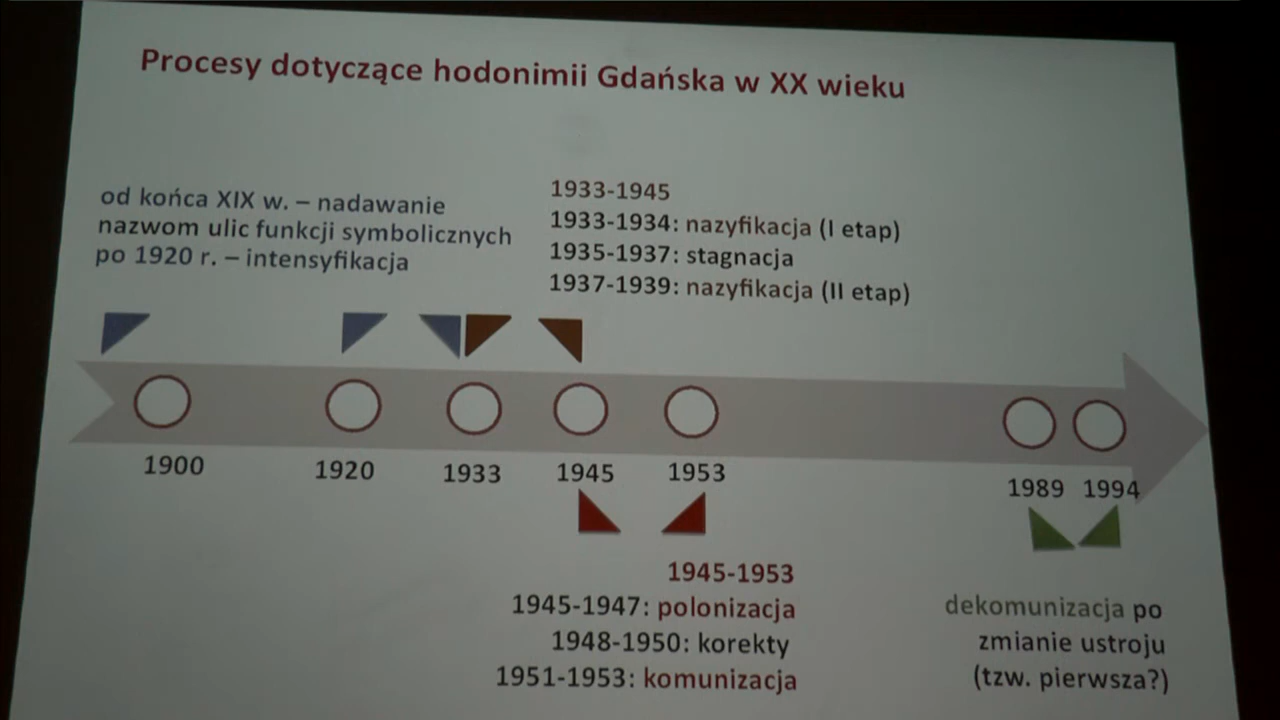 Procesy dotyczące hodonimii Gdańska w XX wieku
od końca XIX w. – nadawanie
nazwom ulic funkcji symbolicznych
po 1920 r. – intensyfikacja
1933-1945
1933-1934: nazyfikacja (I etap)
1935-1937: stagnacja
1937-1939: nazyfikacja (II etap)
1900
1920
1933
1945
1953
1989
1994
1945-1953
1945-1947: polonizacja
1948-1950: korekty
1951-1953: komunizacja
dekomunizacja po
zmianie ustroju
(tzw. pierwsza?)